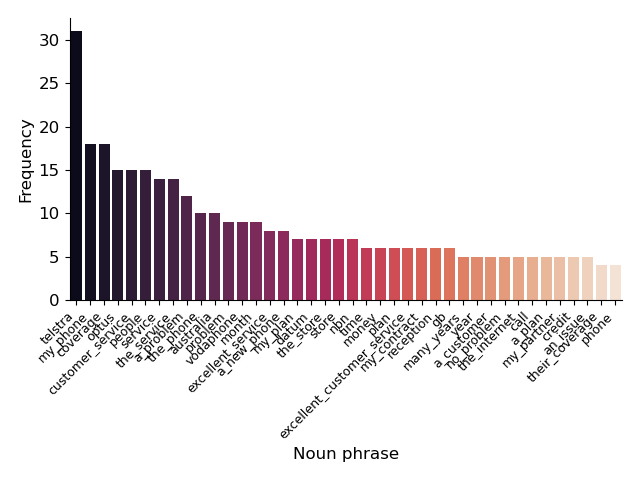 30
25
20
15
10
5
0
Frequency
telstra
my_phone
coverage
optus
customer_service
people
service
the_service
a_problem
the_phone
australia
problem
vodaphone
month
excellent_service
a_new_phone
my_plan
datum
the_store
store
nbn
time
money
plan
excellent_customer_service
my_contract
reception
gb
many_years
year
a_customer
no_problem
the_internet
call
a_plan
my_partner
credit
an_issue
their_coverage
phone
Noun phrase